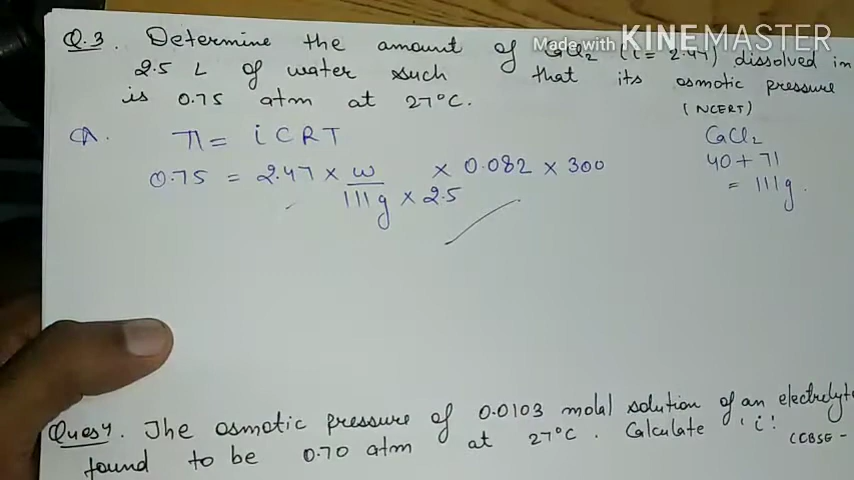 Q.3. Determine the amount of CaCl₂ (i = 2.47) dissolved in
Made with KINEMASTER
2.5 L of water such that its osmotic pressure
is 0.75 atm at 27°C.
(NCERT)
A. π = i C R T
CaCl₂
40 + 71
= 111g.
0.75 = 2.47 × w / 111g × 2.5 × 0.082 × 300
Ques4. The osmotic pressure of 0.0103 molal solution of an electrolyte
found to be 0.70 atm at 27°C. Calculate 'i'.
(CBSE -